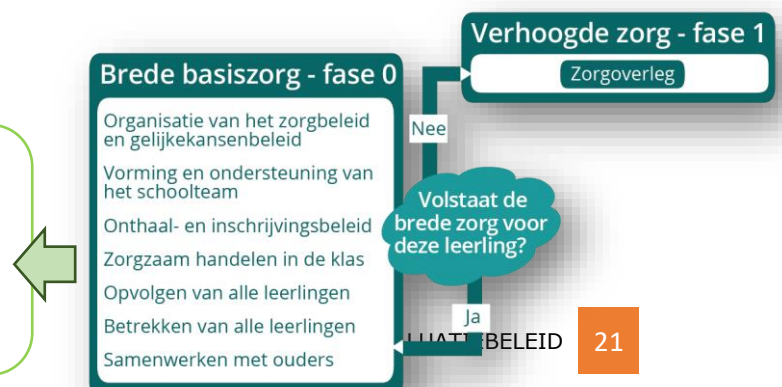 Verhoogde zorg - fase 1
Zorgoverleg
Brede basiszorg - fase 0
Organisatie van het zorgbeleid
en gelijkekansenbeleid
Vorming en ondersteuning van
het schoolteam
Onthaal- en inschrijvingsbeleid
Zorgzaam handelen in de klas
Opvolgen van alle leerlingen
Betrekken van alle leerlingen
Samenwerken met ouders
Nee
Volstaat de
brede zorg voor
deze leerling?
Ja
BELEID
21